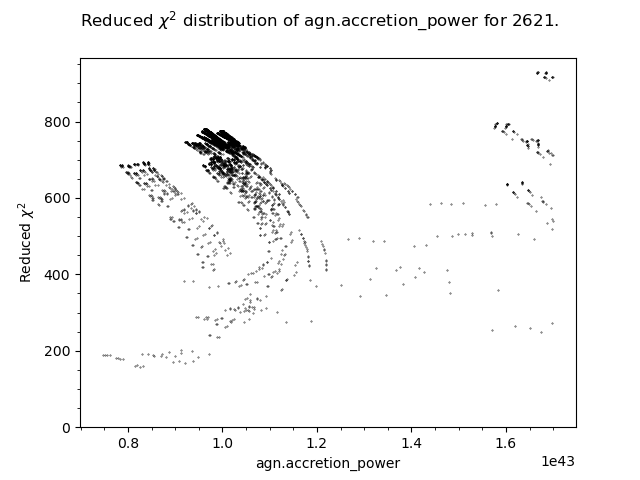 Reduced χ² distribution of agn.accretion_power for 2621.
Reduced χ²
800
600
400
200
0
0.8 1.0 1.2 1.4 1.6
1e43
agn.accretion_power